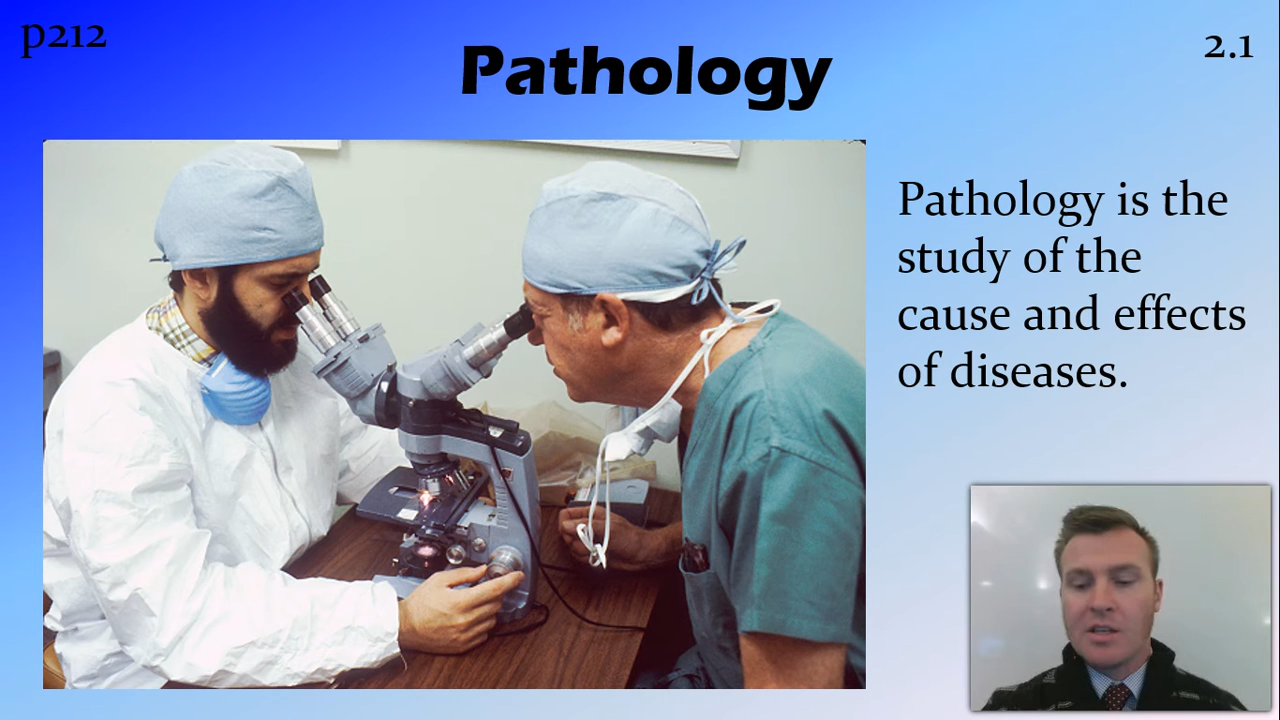 p212
Pathology
2.1
Pathology is the
study of the
cause and effects
of diseases.